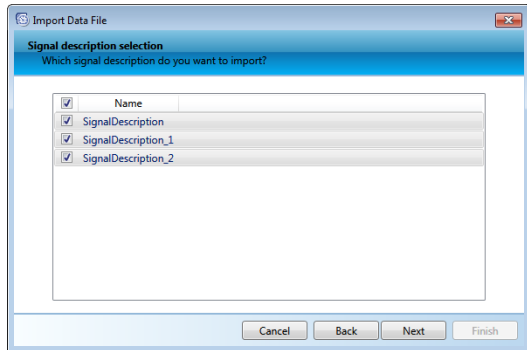 Import Data File
Signal description selection
Which signal description do you want to import?
Name
SignalDescription
SignalDescription_1
SignalDescription_2
Cancel Back Next Finish